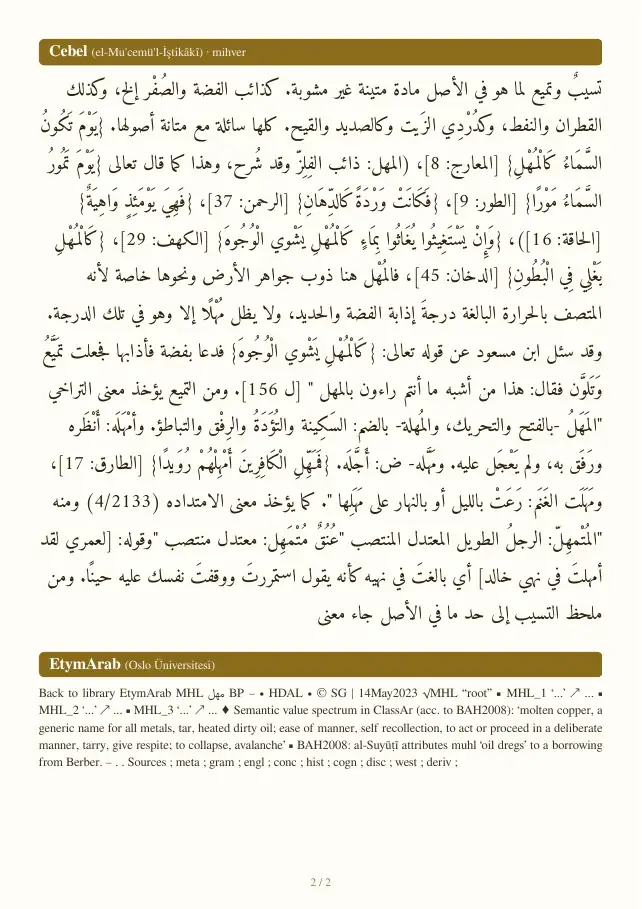 Cebel (el-Mu'cemü'l-İştikâkî) · mihver
تسيبٌ وتميع لما هو في الأصل مادة متينة غير مشوبة. كذائب الفضة والصُفْر إلخ، وكذلك
القطران والنفط، وكدُرْدِي الزَيت وكالصديد والقيح. كلها سائلة مع متانة أصولها. {يَوْمَ تَكُونُ
السَّمَاءُ كَالْمُهْلِ} [المعارج: 8]، (المهل: ذائب الفِلِزّ وقد شُرح، وهذا كما قال تعالى {يَوْمَ تَمُورُ
السَّمَاءُ مَوْرًا} [الطور: 9]، {فَكَانَتْ وَرْدَةً كَالدِّهَانِ} [الرحمن: 37]، {فَهِيَ يَوْمَئِذٍ وَاهِيَةٌ}
[الحاقة: 16])، {وَإِنْ يَسْتَغِيثُوا يُغَاثُوا بِمَاءٍ كَالْمُهْلِ يَشْوِي الْوُجُوهَ} [الكهف: 29]، {كَالْمُهْلِ
يَغْلِي فِي الْبُطُونِ} [الدخان: 45]، فالمُهْل هنا ذوب جواهر الأرض ونحوها خاصة لأنه
المتصف بالحرارة البالغة درجةَ إذابة الفضة والحديد، ولا يظل مُهْلًا إلا وهو في تلك الدرجة.
وقد سئل ابن مسعود عن قوله تعالى: {كَالْمُهْلِ يَشْوِي الْوُجُوهَ} فدعا بفضة فأذابها فجعلت تَمَيَّعُ
وَتَلَوَّن فقال: هذا من أشبه ما أنتم راءون بالمهل " [ل 156]. ومن التميع يؤخذ معنى التراخي
"المَهَلُ -بالفتح والتحريك، والمُهلة- بالضم: السَكِينة والتُؤَدَةُ والرِفْق والتباطؤ. وأمْهَلَه: أَنْظَره
ورَفَق به، ولم يَعْجَل عليه. ومَهَّله- ض: أَجَّلَه. {فَمَهِّلِ الْكَافِرِينَ أَمْهِلْهُمْ رُوَيدًا} [الطارق: 17]،
ومَهَلَت الغَنَم: رَعَتْ بالليل أو بالنهار على مَهَلِها ". كما يؤخذ معنى الامتداده (4/2133) ومنه
"المُتْمهِلّ: الرجلُ الطويل المعتدل المنتصب "عُنُقٌ مُتْمَهِل: معتدل منتصب "وقوله: [لعمري لقد
أمهلتَ في نهي خالد] أي بالغتَ في نهيه كأنه يقول استمررتَ ووقفتَ نفسك عليه حينًا. ومن
ملحظ التسيب إلى حد ما في الأصل جاء معنى
EtymArab (Oslo Üniversitesi)
Back to library EtymArab MHL مهل BP – • HDAL • © SG | 14May2023 √MHL “root” ▪ MHL_1 ‘...’ ↗ ... ▪
MHL_2 ‘...’ ↗ ... ▪ MHL_3 ‘...’ ↗ ... ♦ Semantic value spectrum in ClassAr (acc. to BAH2008): ‘molten copper, a
generic name for all metals, tar, heated dirty oil; ease of manner, self recollection, to act or proceed in a deliberate
manner, tarry, give respite; to collapse, avalanche’ ▪ BAH2008: al-Suyūṭī attributes muhl ‘oil dregs’ to a borrowing
from Berber. – . . Sources ; meta ; gram ; engl ; conc ; hist ; cogn ; disc ; west ; deriv ;
2 / 2